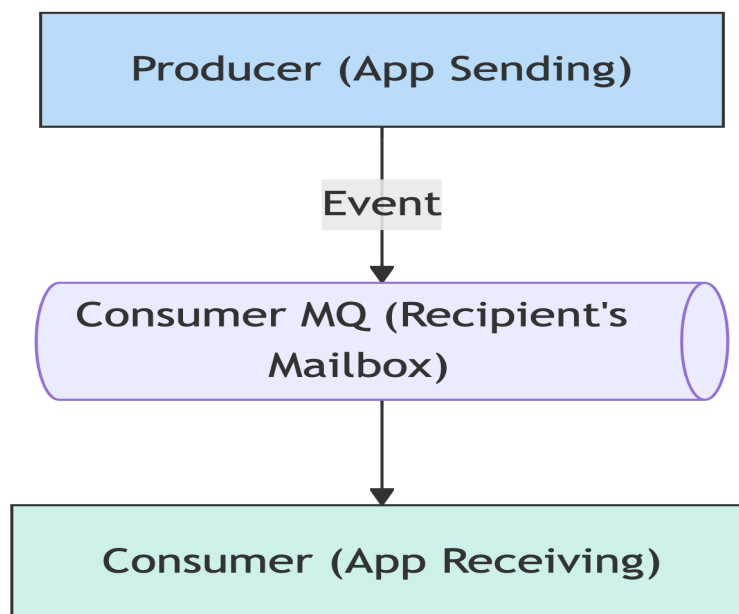 Producer (App Sending)
Event
Consumer MQ (Recipient's
Mailbox)
Consumer (App Receiving)